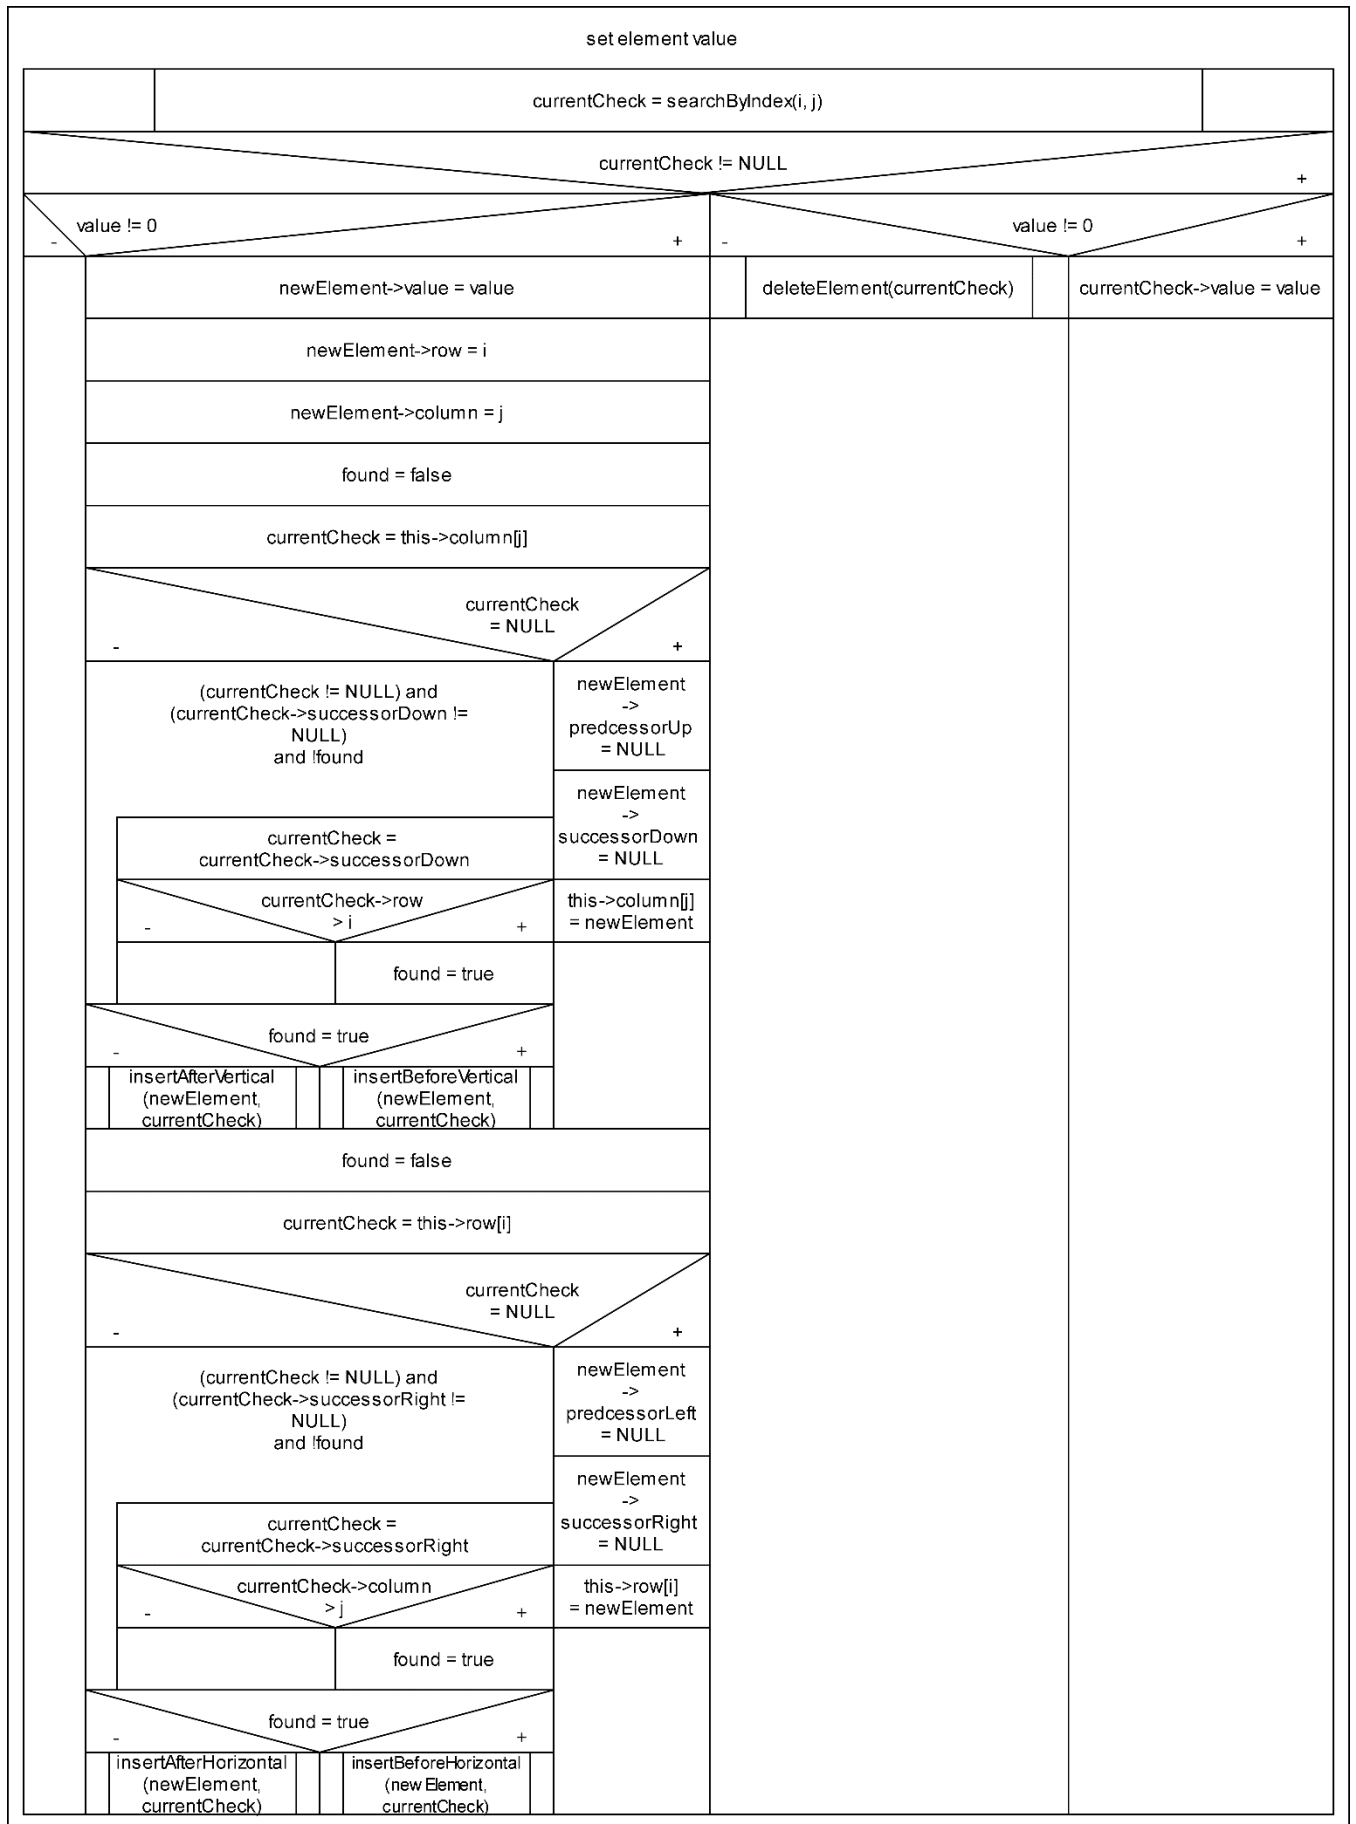 set element value
currentCheck = searchByIndex(i, j)
currentCheck != NULL
+
value != 0
-
+
value != 0
-
+
newElement->value = value
deleteElement(currentCheck)
currentCheck->value = value
newElement->row = i
newElement->column = j
found = false
currentCheck = this->column[j]
currentCheck
= NULL
-
+
(currentCheck != NULL) and
(currentCheck->successorDown !=
NULL)
and !found
newElement
->
predcessorUp
= NULL
newElement
->
successorDown
= NULL
currentCheck =
currentCheck->successorDown
currentCheck->row
> i
-
+
this->column[j]
= newElement
found = true
found = true
-
+
insertAfterVertical
(newElement,
currentCheck)
insertBeforeVertical
(newElement,
currentCheck)
found = false
currentCheck = this->row[i]
currentCheck
= NULL
-
+
(currentCheck != NULL) and
(currentCheck->successorRight !=
NULL)
and !found
newElement
->
predcessorLeft
= NULL
newElement
->
successorRight
= NULL
currentCheck =
currentCheck->successorRight
currentCheck->column
> j
-
+
this->row[i]
= newElement
found = true
found = true
-
+
insertAfterHorizontal
(newElement,
currentCheck)
insertBeforeHorizontal
(new Element,
currentCheck)